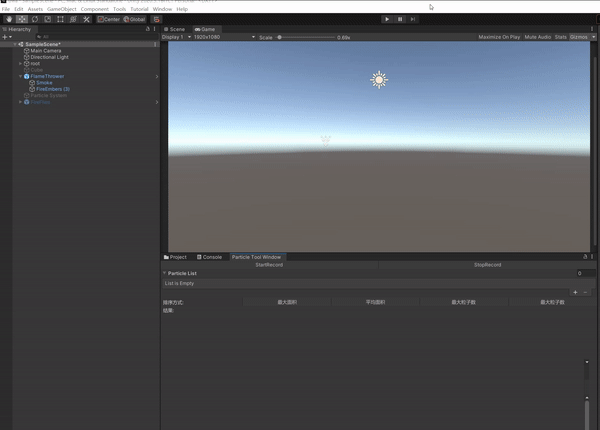 File Edit Assets GameObject Component Tools Tutorial Window Help
Center Global
Hierarchy
Scene Game
Display 1 1920x1080 Scale 0.69x Maximize On Play Mute Audio Stats Gizmos
All
SampleScene*
Main Camera
Directional Light
root
Cube
FlameThrower
Smoke
FireEmbers (3)
Particle System
Project Console Particle Tool Window
StartRecord StopRecord
Particle List 0
List is Empty
排序方式: 最大面积 平均面积 最大粒子数 最大粒子数
结果: